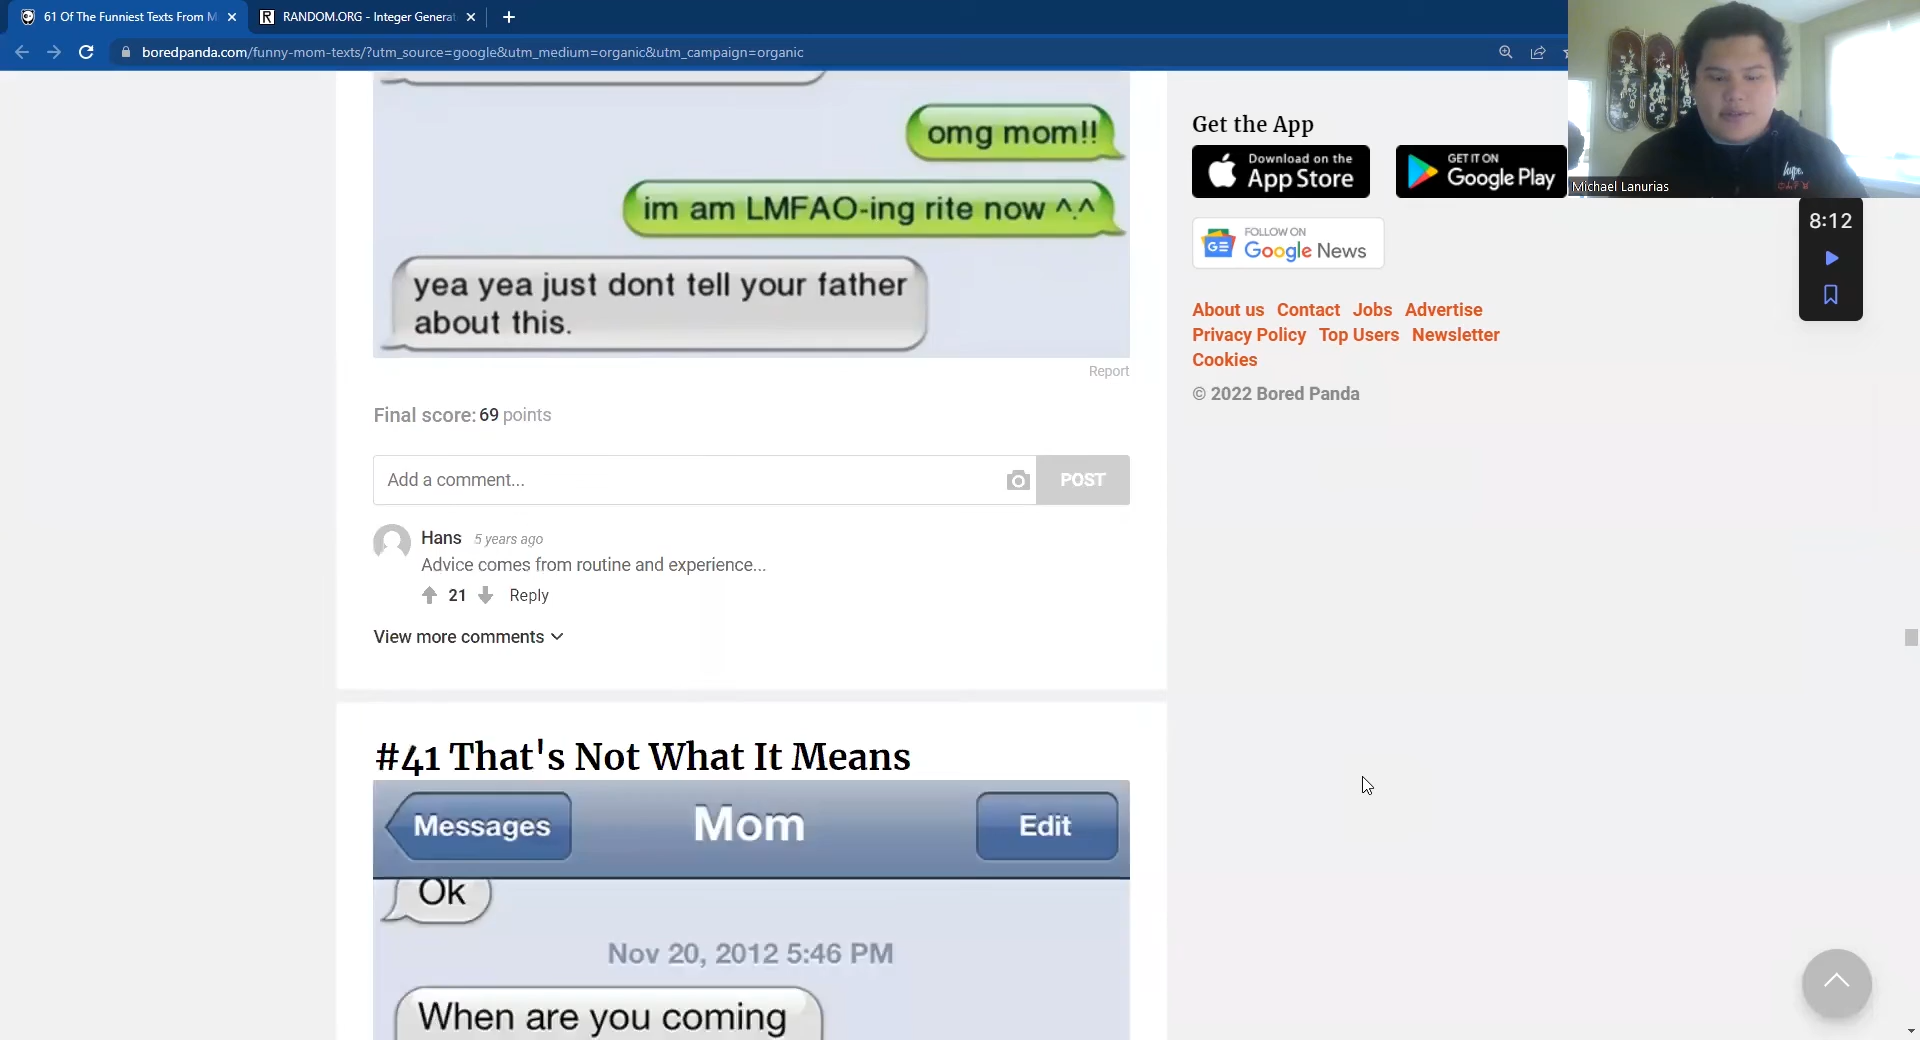 61 Of The Funniest Texts From M
RANDOM.ORG - Integer Generat
boredpanda.com/funny-mom-texts/?utm_source=google&utm_medium=organic&utm_campaign=organic
omg mom!!
im am LMFAO-ing rite now ^.^
yea yea just dont tell your father
about this.
Report
Final score: 69 points
Add a comment...
POST
Hans 5 years ago
Advice comes from routine and experience...
21 Reply
View more comments
#41 That's Not What It Means
Messages
Mom
Edit
Ok
Nov 20, 2012 5:46 PM
When are you coming
Get the App
Download on the
App Store
GET IT ON
Google Play
GE
FOLLOW ON
Google News
About us Contact Jobs Advertise
Privacy Policy Top Users Newsletter
Cookies
© 2022 Bored Panda
Michael Lanurias
8:12